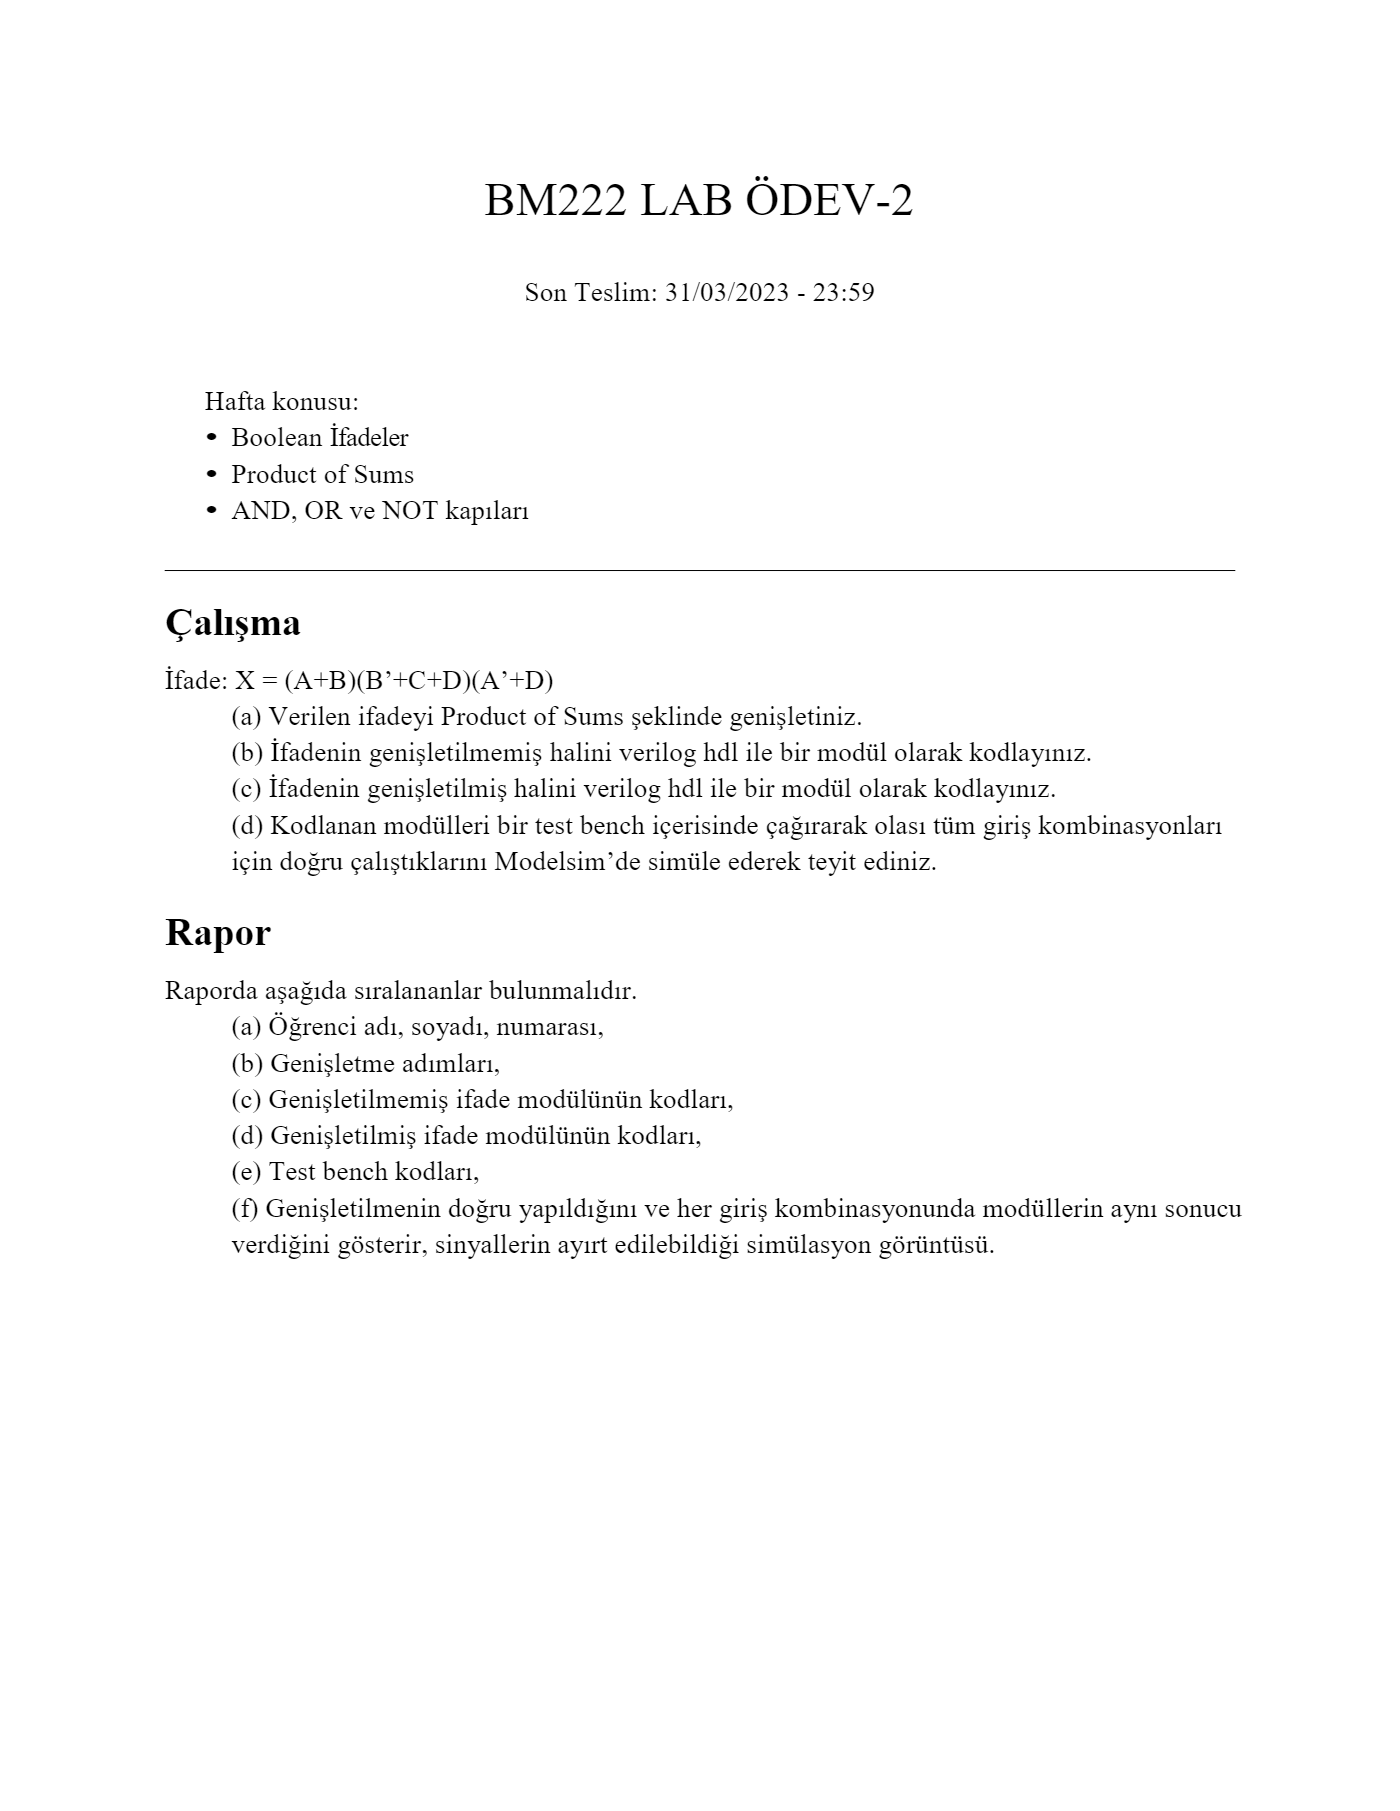 BM222 LAB ÖDEV-2
Son Teslim: 31/03/2023 - 23:59
Hafta konusu:
• Boolean İfadeler
• Product of Sums
• AND, OR ve NOT kapıları
Çalışma
İfade: X = (A+B)(B’+C+D)(A’+D)
(a) Verilen ifadeyi Product of Sums şeklinde genişletiniz.
(b) İfadenin genişletilmemiş halini verilog hdl ile bir modül olarak kodlayınız.
(c) İfadenin genişletilmiş halini verilog hdl ile bir modül olarak kodlayınız.
(d) Kodlanan modülleri bir test bench içerisinde çağırarak olası tüm giriş kombinasyonları
için doğru çalıştıklarını Modelsim’de simüle ederek teyit ediniz.
Rapor
Raporda aşağıda sıralananlar bulunmalıdır.
(a) Öğrenci adı, soyadı, numarası,
(b) Genişletme adımları,
(c) Genişletilmemiş ifade modülünün kodları,
(d) Genişletilmiş ifade modülünün kodları,
(e) Test bench kodları,
(f) Genişletilmenin doğru yapıldığını ve her giriş kombinasyonunda modüllerin aynı sonucu
verdiğini gösterir, sinyallerin ayırt edilebildiği simülasyon görüntüsü.